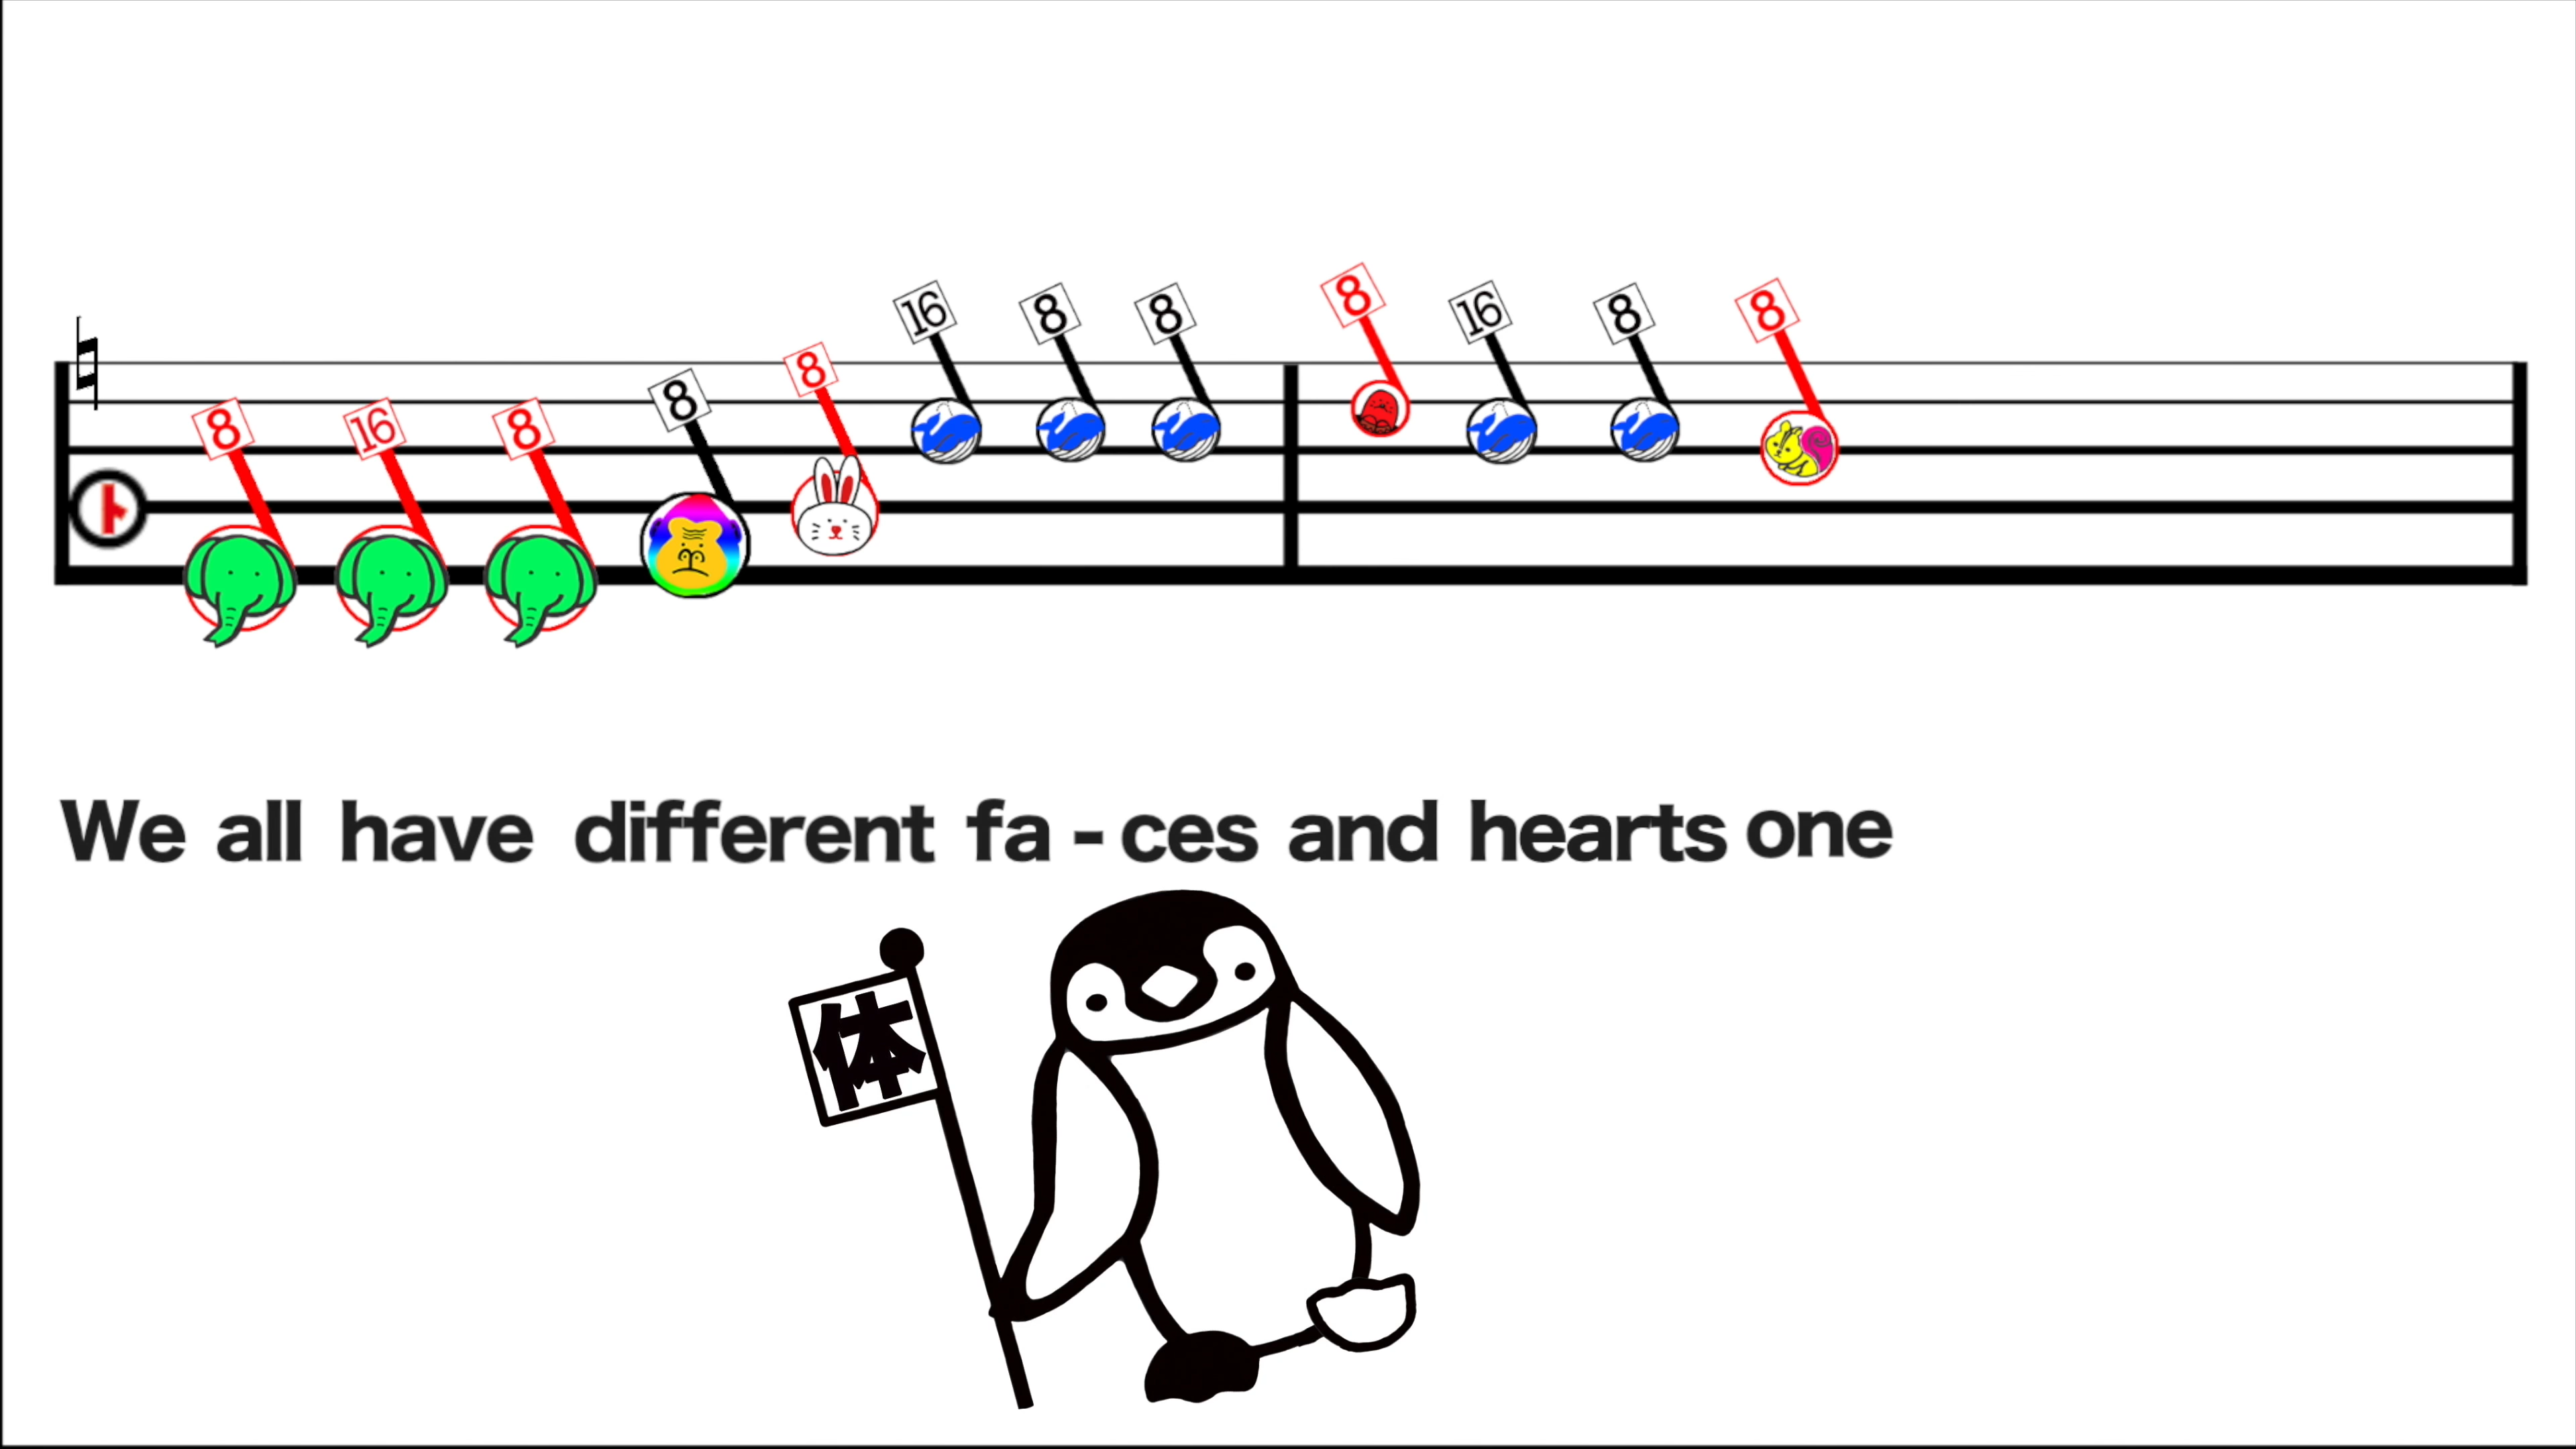 8 16 8 8 8 16 8 8 8 16 8 8
We all have different fa - ces and hearts one
体